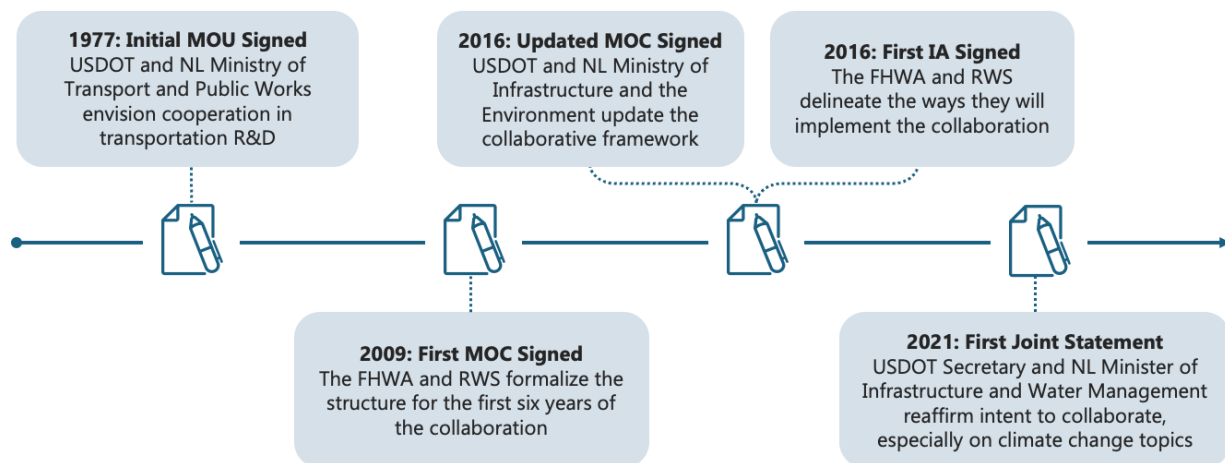 1977: Initial MOU Signed
USDOT and NL Ministry of
Transport and Public Works
envision cooperation in
transportation R&D
2009: First MOC Signed
The FHWA and RWS formalize the
structure for the first six years of
the collaboration
2016: Updated MOC Signed
USDOT and NL Ministry of
Infrastructure and the
Environment update the
collaborative framework
2016: First IA Signed
The FHWA and RWS
delineate the ways they will
implement the collaboration
2021: First Joint Statement
USDOT Secretary and NL Minister of
Infrastructure and Water Management
reaffirm intent to collaborate,
especially on climate change topics